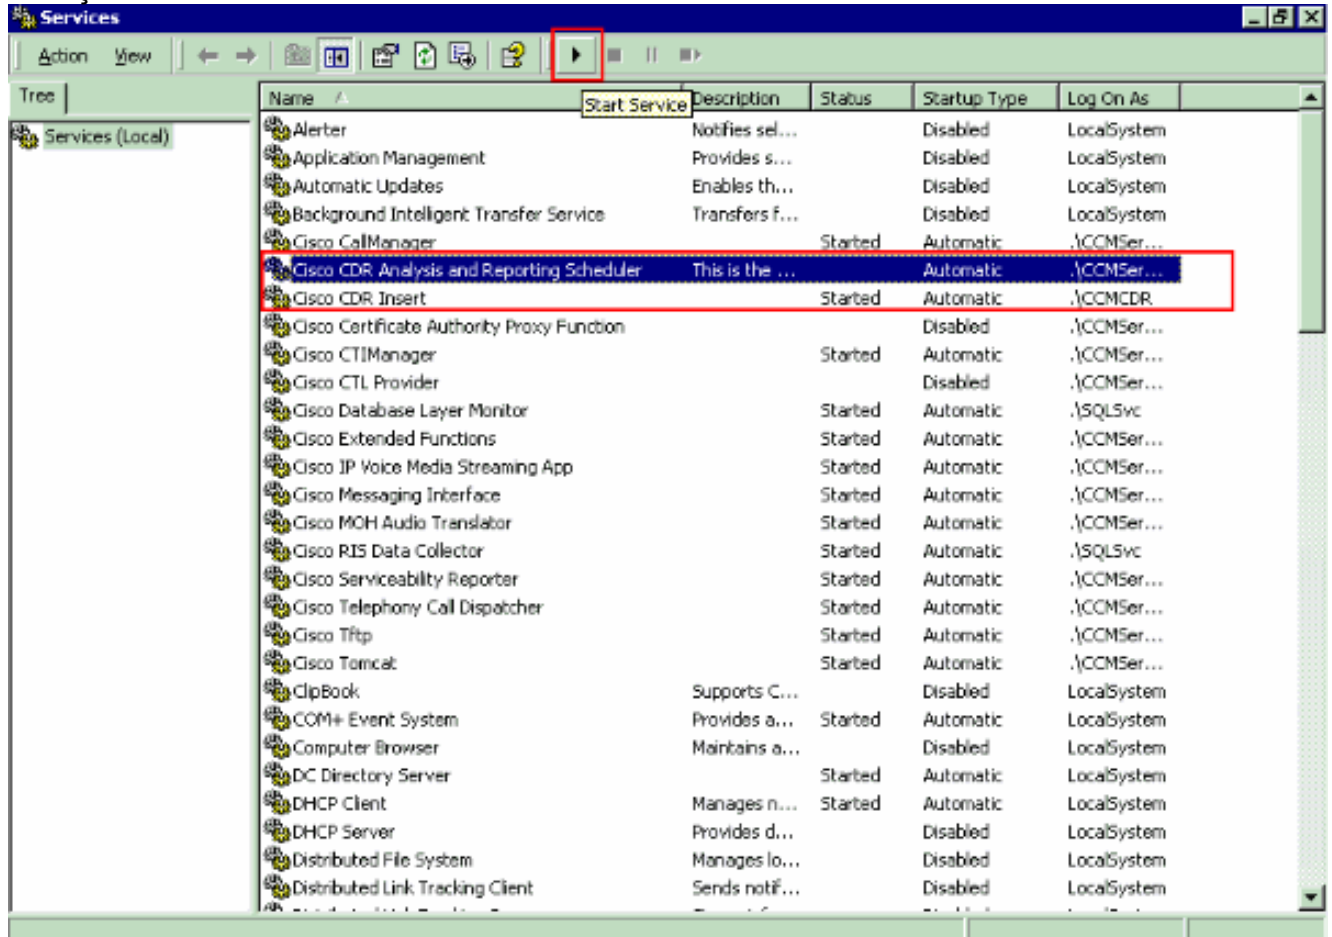 Services
Action View
Tree
Name Description Status Startup Type Log On As
Start Service
Services (Local)
Alerter Notifies sel... Disabled LocalSystem
Application Management Provides s... Disabled LocalSystem
Automatic Updates Enables th... Disabled LocalSystem
Background Intelligent Transfer Service Transfers f... Disabled LocalSystem
Cisco CallManager Started Automatic .\CCMSer...
Cisco CDR Analysis and Reporting Scheduler This is the ... Automatic .\CCMSer...
Cisco CDR Insert Started Automatic .\CCMCDR
Cisco Certificate Authority Proxy Function Disabled .\CCMSer...
Cisco CTIManager Started Automatic .\CCMSer...
Cisco CTL Provider Disabled .\CCMSer...
Cisco Database Layer Monitor Started Automatic .\SQLSvc
Cisco Extended Functions Started Automatic .\CCMSer...
Cisco IP Voice Media Streaming App Started Automatic .\CCMSer...
Cisco Messaging Interface Started Automatic .\CCMSer...
Cisco MOH Audio Translator Started Automatic .\CCMSer...
Cisco RIS Data Collector Started Automatic .\SQLSvc
Cisco Serviceability Reporter Started Automatic .\CCMSer...
Cisco Telephony Call Dispatcher Started Automatic .\CCMSer...
Cisco Tftp Started Automatic .\CCMSer...
Cisco Tomcat Started Automatic .\CCMSer...
ClipBook Supports C... Disabled LocalSystem
COM+ Event System Provides a... Started Automatic LocalSystem
Computer Browser Maintains a... Disabled LocalSystem
DC Directory Server Started Automatic LocalSystem
DHCP Client Manages n... Started Automatic LocalSystem
DHCP Server Provides d... Disabled LocalSystem
Distributed File System Manages lo... Disabled LocalSystem
Distributed Link Tracking Client Sends notif... Disabled LocalSystem